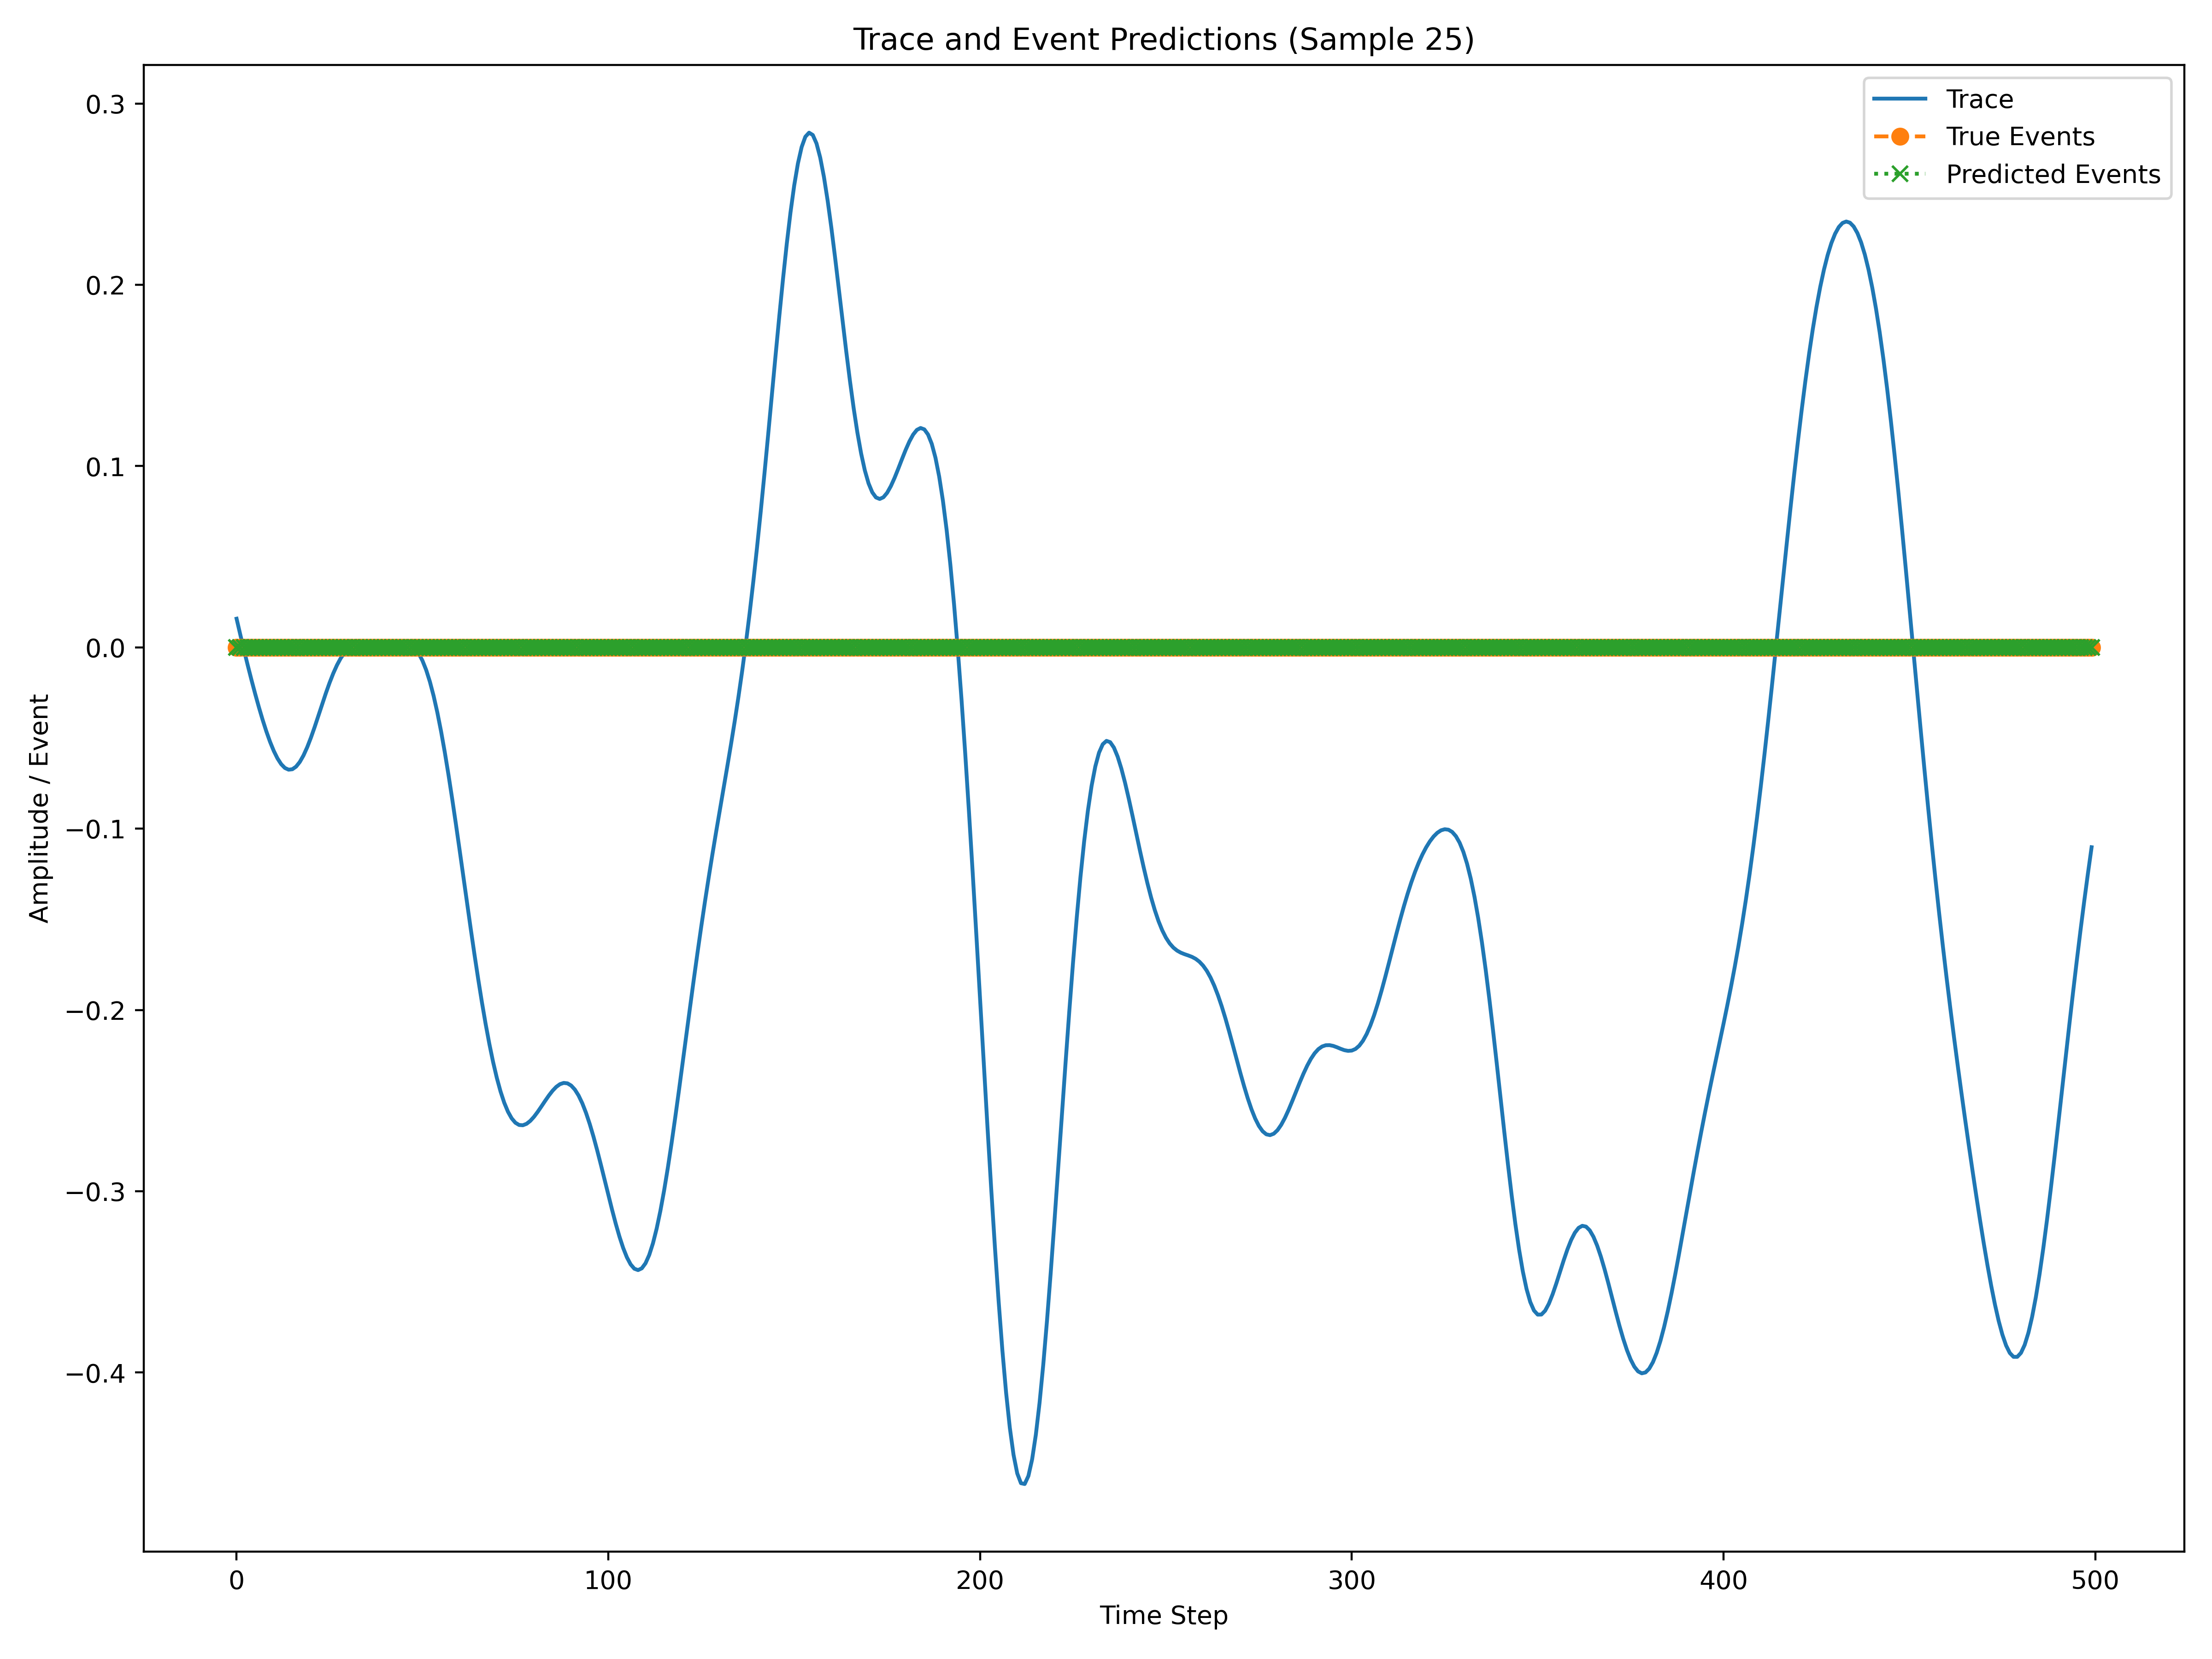 Trace and Event Predictions (Sample 25)
Trace
True Events
Predicted Events
0.3
0.2
0.1
0.0
−0.1
−0.2
−0.3
−0.4
Amplitude / Event
0 100 200 300 400 500
Time Step